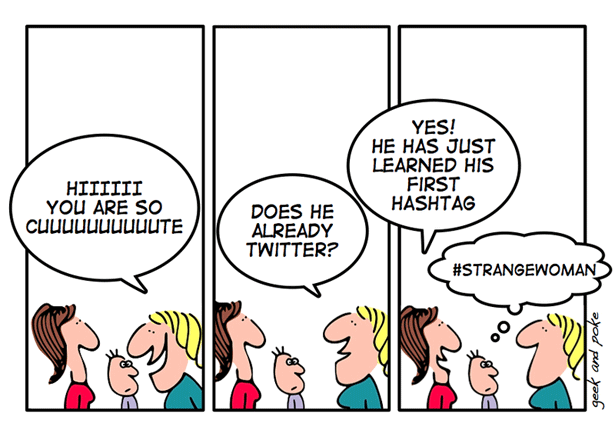 HIIIIII
YOU ARE SO
CUUUUUUUUUUTE
DOES HE
ALREADY
TWITTER?
YES!
HE HAS JUST
LEARNED HIS
FIRST
HASHTAG
#STRANGEWOMAN
geek and poke